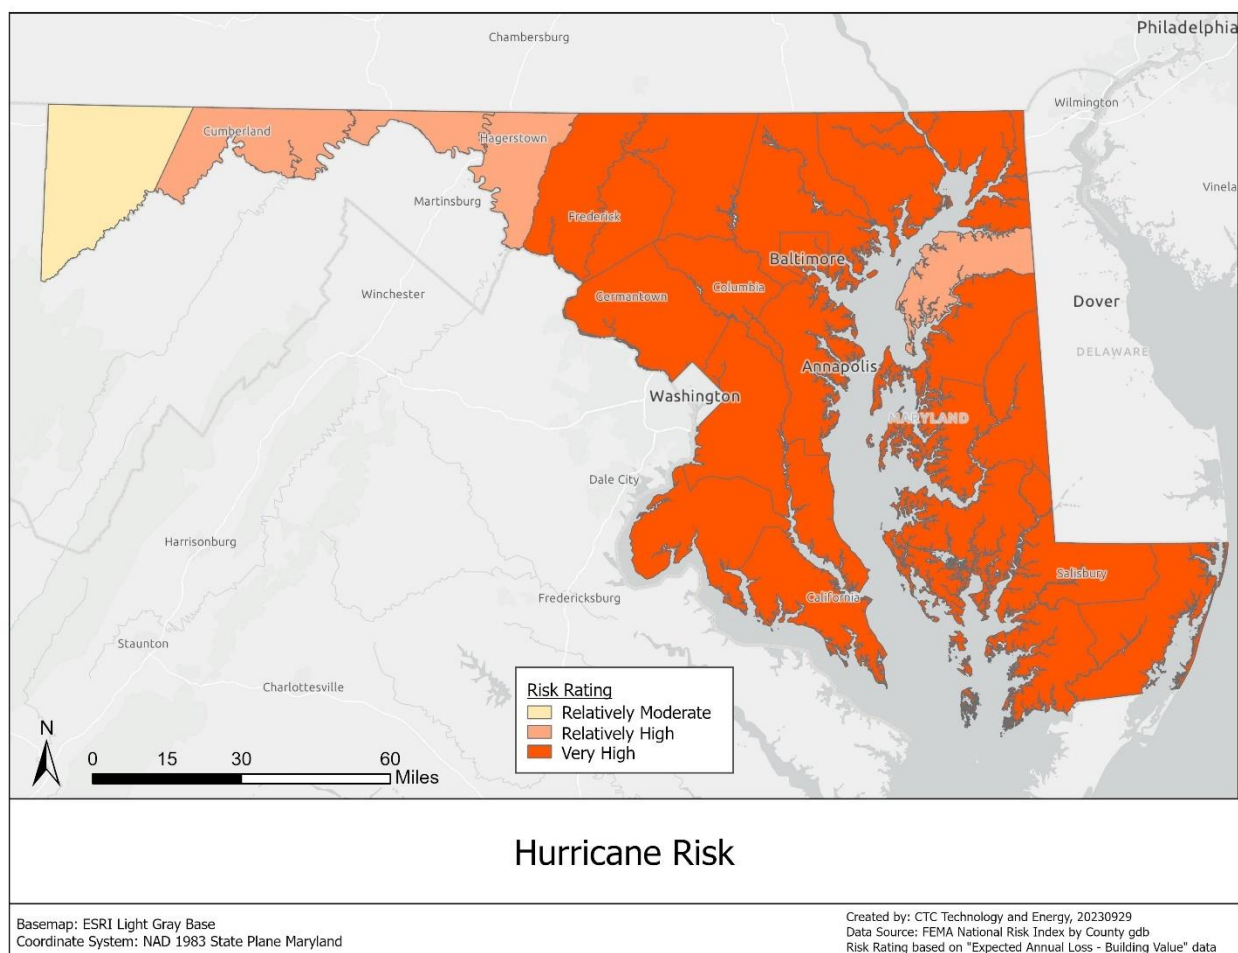 Philadelphia
Chambersburg
Wilmington
Cumberland
Hagerstown
Vinela
Martinsburg
Frederick
Baltimore
Winchester
Germantown
Columbia
Dover
DELAWARE
Annapolis
Washington
MARYLAND
Dale City
Harrisonburg
Salisbury
Fredericksburg
California
Staunton
Charlottesville
Risk Rating
Relatively Moderate
Relatively High
Very High
N
0 15 30 60
Miles
Hurricane Risk
Basemap: ESRI Light Gray Base
Coordinate System: NAD 1983 State Plane Maryland
Created by: CTC Technology and Energy, 20230929
Data Source: FEMA National Risk Index by County gdb
Risk Rating based on "Expected Annual Loss - Building Value" data